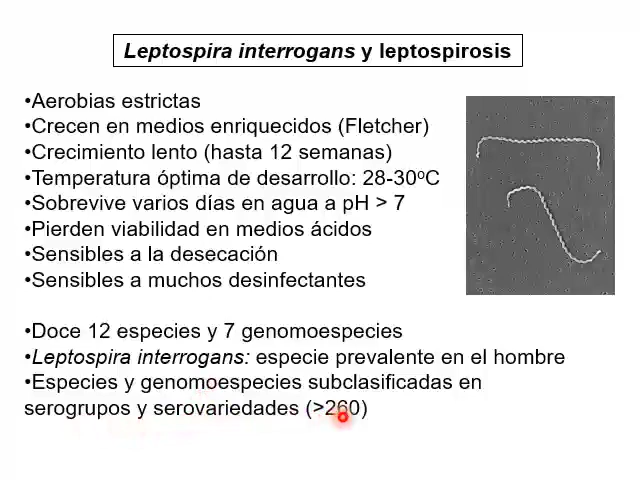 Leptospira interrogans y leptospirosis
•Aerobias estrictas
•Crecen en medios enriquecidos (Fletcher)
•Crecimiento lento (hasta 12 semanas)
•Temperatura óptima de desarrollo: 28-30ºC
•Sobrevive varios días en agua a pH > 7
•Pierden viabilidad en medios ácidos
•Sensibles a la desecación
•Sensibles a muchos desinfectantes
•Doce 12 especies y 7 genomoespecies
•Leptospira interrogans: especie prevalente en el hombre
•Especies y genomoespecies subclasificadas en
serogrupos y serovariedades (>260)